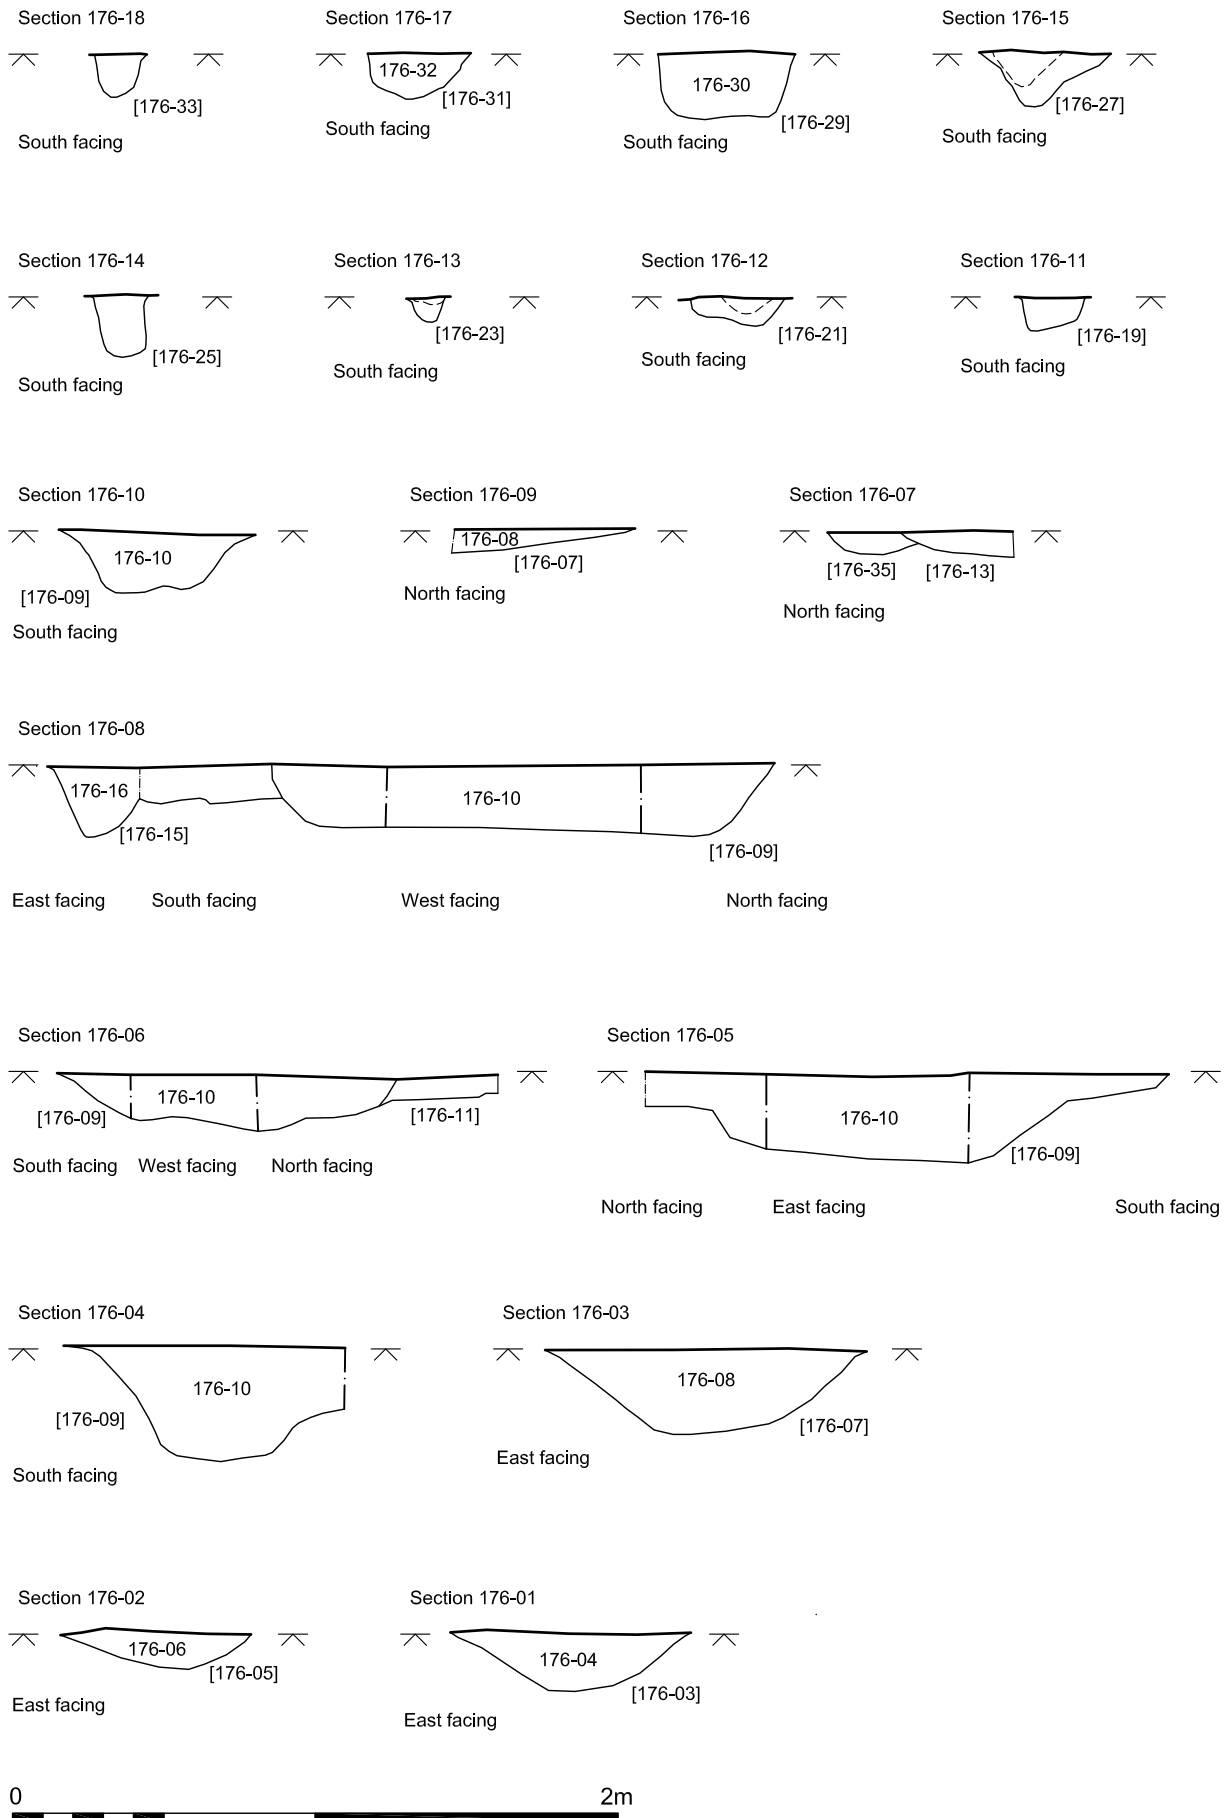 Section 176-18 Section 176-17 Section 176-16 Section 176-15
176-32
176-30
[176-33] [176-31] [176-29] [176-27]
South facing South facing South facing South facing
Section 176-14 Section 176-13 Section 176-12 Section 176-11
[176-25] [176-23] [176-21] [176-19]
South facing South facing South facing South facing
Section 176-10 Section 176-09 Section 176-07
176-10 176-08
[176-09] [176-07] [176-35] [176-13]
South facing North facing North facing
Section 176-08
176-16 176-10
[176-15] [176-09]
East facing South facing West facing North facing
Section 176-06 Section 176-05
176-10 176-10
[176-09] [176-11] [176-09]
South facing West facing North facing North facing East facing South facing
Section 176-04 Section 176-03
176-10 176-08
[176-09] [176-07]
South facing East facing
Section 176-02 Section 176-01
176-06 176-04
[176-05] [176-03]
East facing East facing
0 2m